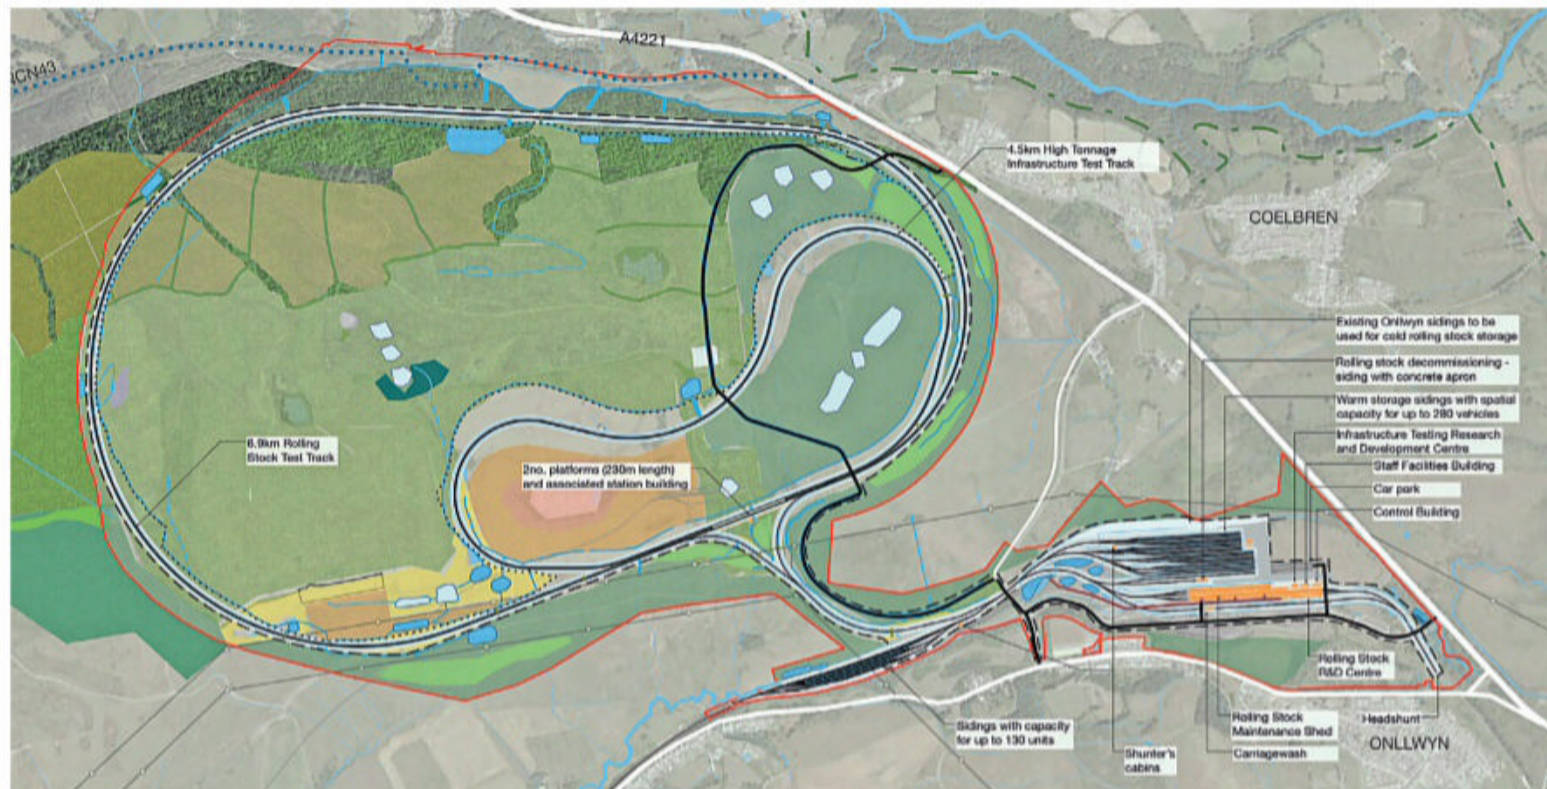 A4221
NCN43
4.5km High Tonnage
Infrastructure Test Track
COELBREN
Existing Onllwyn sidings to be
used for cold rolling stock storage
Rolling stock decommissioning -
siding with concrete apron
Warm storage sidings with spatial
capacity for up to 280 vehicles
Infrastructure Testing Research
and Development Centre
Staff Facilities Building
Car park
Control Building
6.9km Rolling
Stock Test Track
2no. platforms (230m length)
and associated station building
Rolling Stock
R&D Centre
Sidings with capacity
for up to 130 units
Shunter's
cabins
Rolling Stock
Maintenance Shed
Carriagewash
Headshunt
ONLLWYN